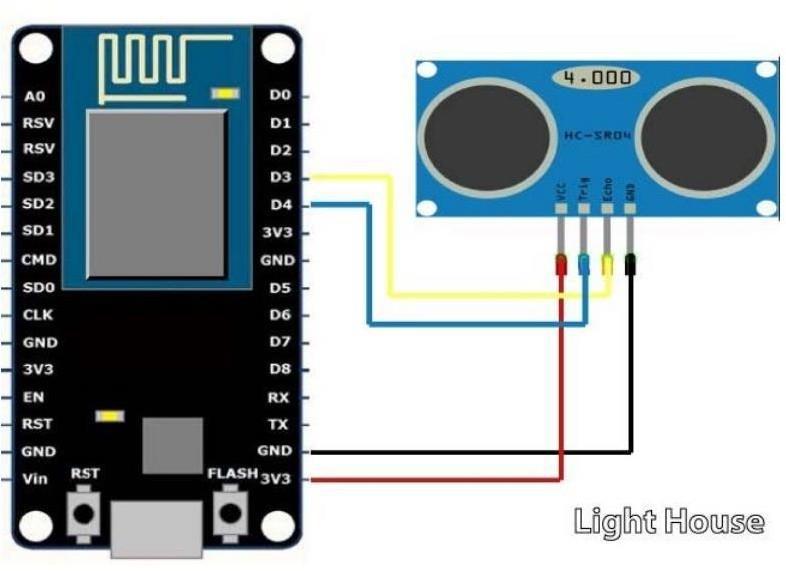 A0
RSV
RSV
SD3
SD2
SD1
CMD
SD0
CLK
GND
3V3
EN
RST
GND
Vin
D0
D1
D2
D3
D4
3V3
GND
D5
D6
D7
D8
RX
TX
GND
3V3
RST
FLASH
4.000
HC-SR04
VCC
Trig
Echo
GND
Light House